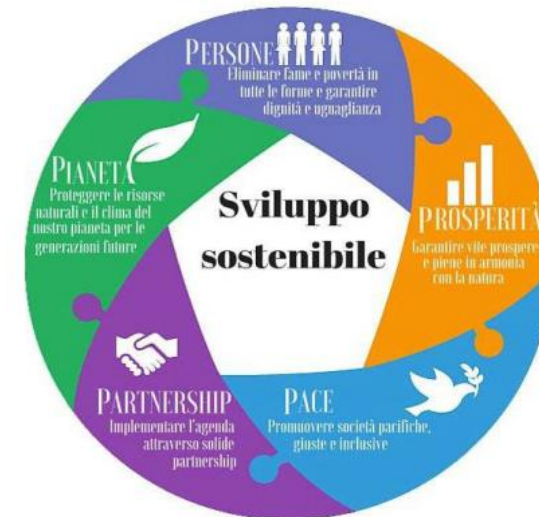 PERSONE
Eliminare fame e povertà in
tutte le forme e garantire
dignità e uguaglianza
PIANETA
Proteggere le risorse
naturali e il clima del
nostro pianeta per le
generazioni future
Sviluppo
sostenibile
PROSPERITÀ
Garantire vite prospere
e piene in armonia
con la natura
PARTNERSHIP
Implementare l'agenda
attraverso solide
partnership
PACE
Promuovere società pacifiche,
giuste e inclusive